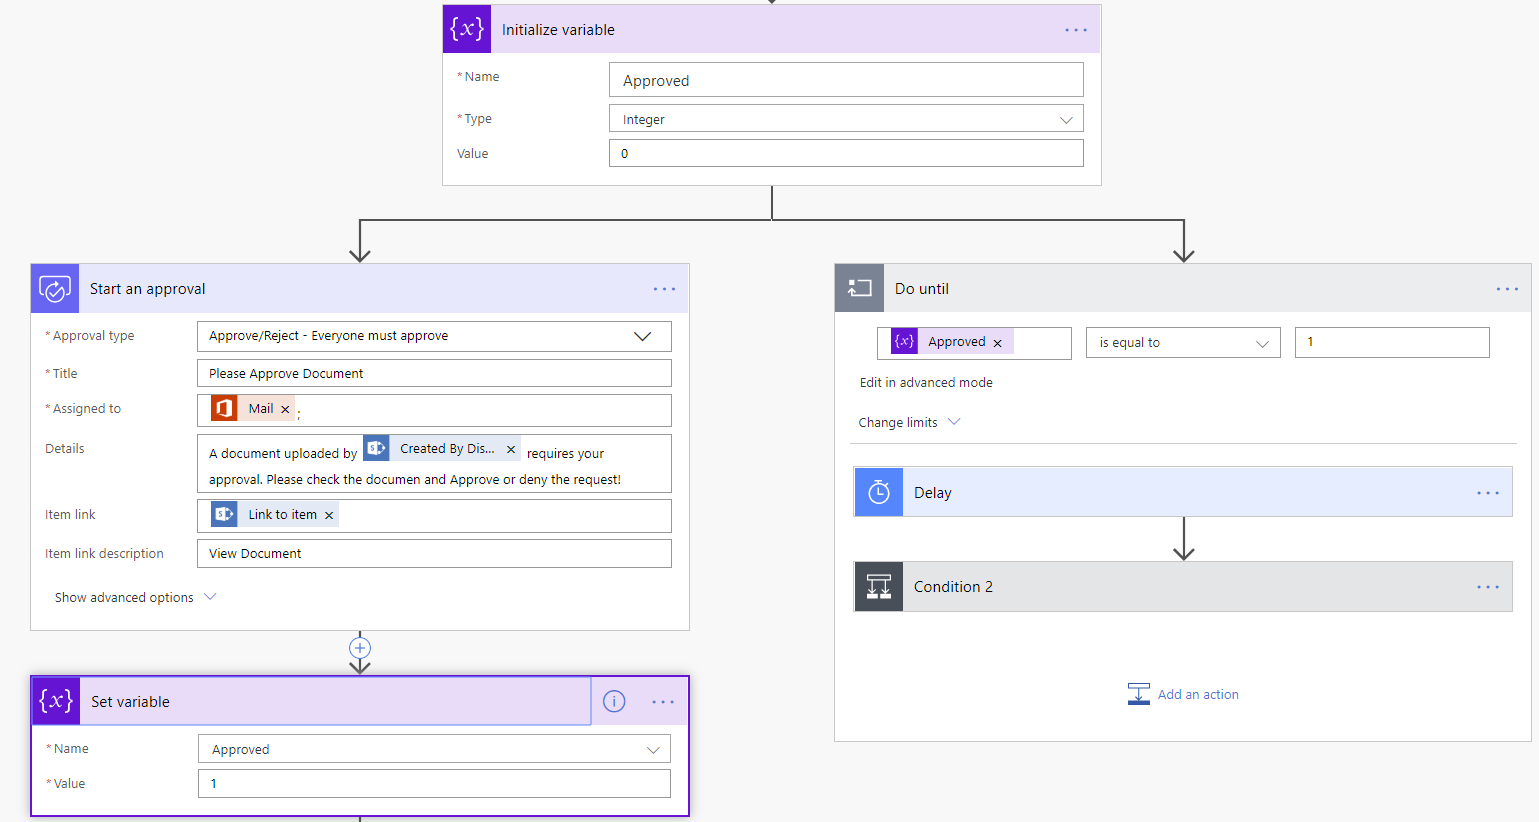 {x} Initialize variable ...
* Name Approved
* Type Integer
Value 0
Start an approval ...
* Approval type Approve/Reject - Everyone must approve
* Title Please Approve Document
* Assigned to Mail × ;
Details A document uploaded by Created By Dis... × requires your
approval. Please check the documen and Approve or deny the request!
Item link Link to item ×
Item link description View Document
Show advanced options
{x} Set variable ...
* Name Approved
* Value 1
Do until ...
{x} Approved × is equal to 1
Edit in advanced mode
Change limits
Delay ...
Condition 2 ...
Add an action